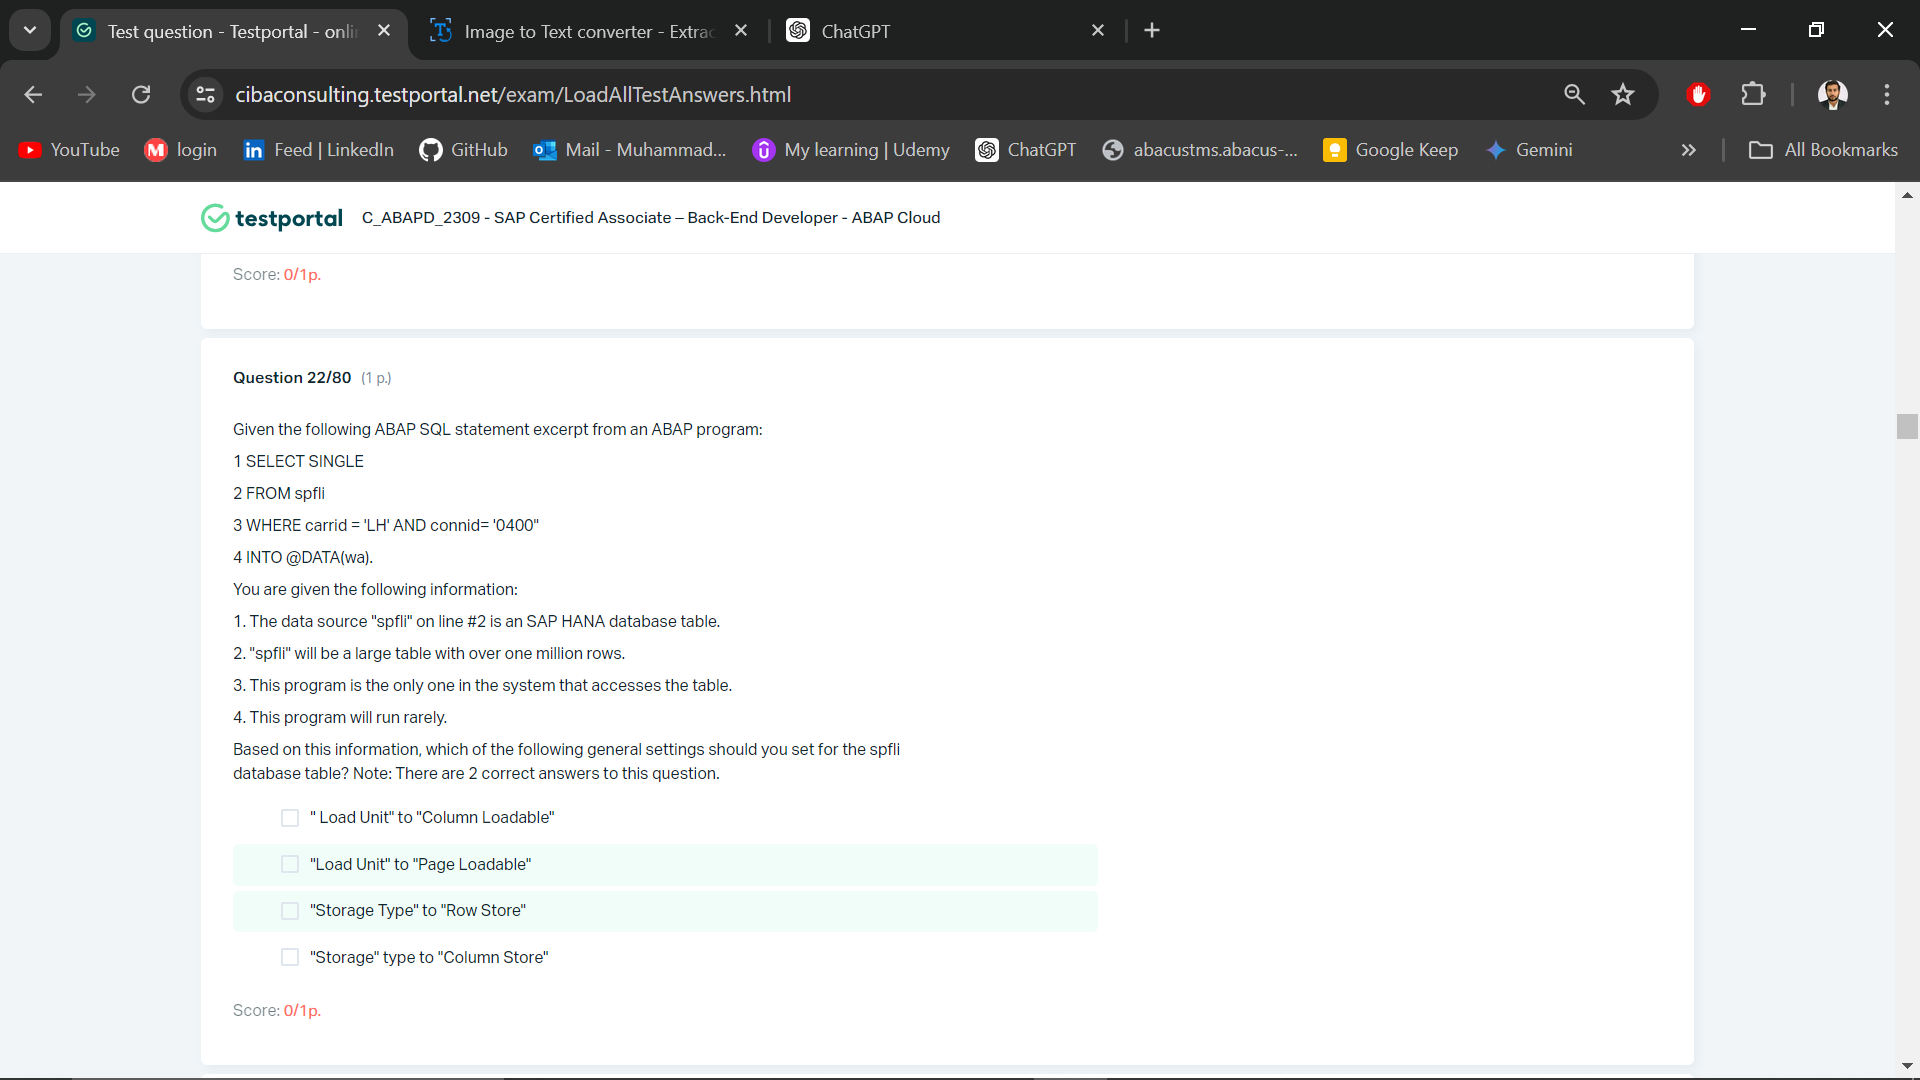 Test question - Testportal - onli
Image to Text converter - Extrac
ChatGPT
cibaconsulting.testportal.net/exam/LoadAllTestAnswers.html
YouTube
M login
in Feed | LinkedIn
GitHub
Mail - Muhammad...
My learning | Udemy
ChatGPT
abacustms.abacus-...
Google Keep
Gemini
All Bookmarks
testportal C_ABAPD_2309 - SAP Certified Associate – Back-End Developer - ABAP Cloud
Score: 0/1p.
Question 22/80 (1 p.)
Given the following ABAP SQL statement excerpt from an ABAP program:
1 SELECT SINGLE
2 FROM spfli
3 WHERE carrid = 'LH' AND connid= '0400"
4 INTO @DATA(wa).
You are given the following information:
1. The data source "spfli" on line #2 is an SAP HANA database table.
2. "spfli" will be a large table with over one million rows.
3. This program is the only one in the system that accesses the table.
4. This program will run rarely.
Based on this information, which of the following general settings should you set for the spfli
database table? Note: There are 2 correct answers to this question.
" Load Unit" to "Column Loadable"
"Load Unit" to "Page Loadable"
"Storage Type" to "Row Store"
"Storage" type to "Column Store"
Score: 0/1p.